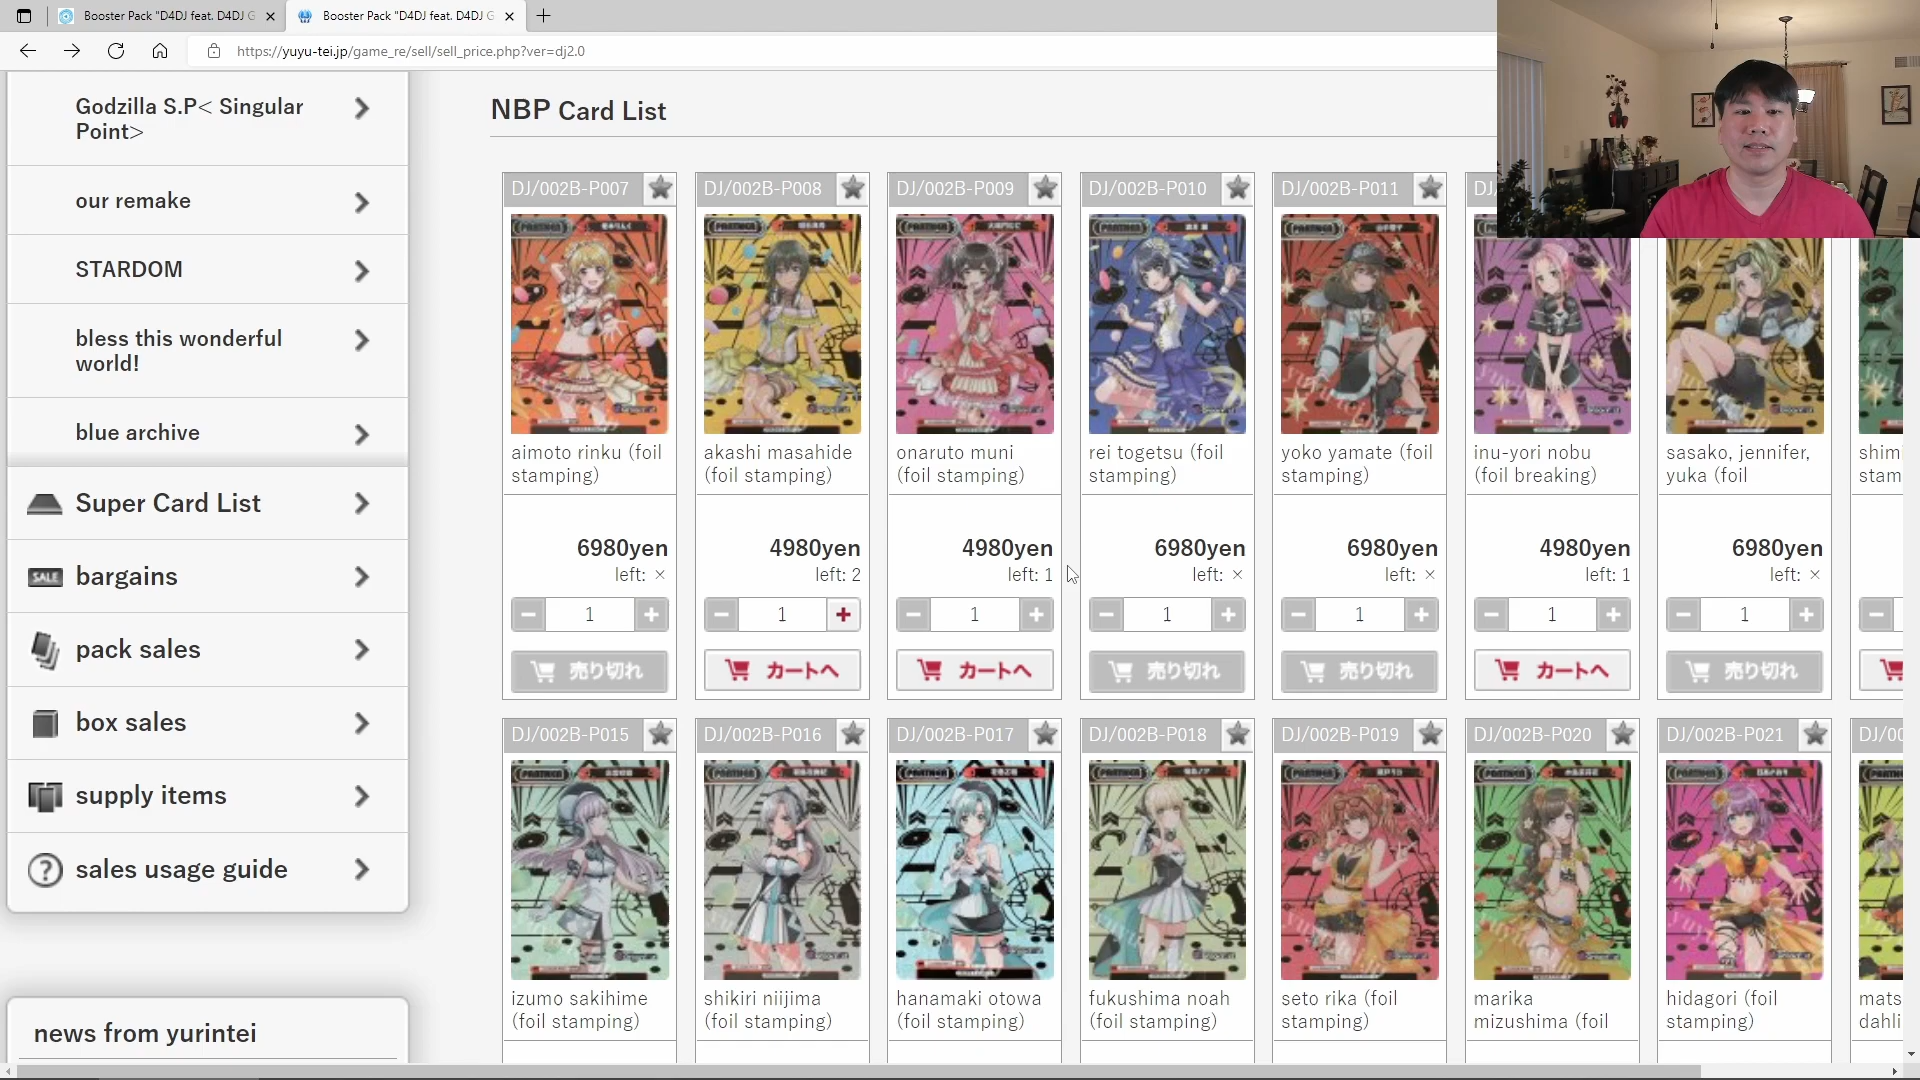 Booster Pack "D4DJ feat. D4DJ G
Booster Pack "D4DJ feat. D4DJ G
https://yuyu-tei.jp/game_re/sell/sell_price.php?ver=dj2.0
Godzilla S.P< Singular
Point>
our remake
STARDOM
bless this wonderful
world!
blue archive
Super Card List
SALE bargains
pack sales
box sales
supply items
? sales usage guide
news from yurintei
NBP Card List
DJ/002B-P007
aimoto rinku (foil
stamping)
6980yen
left: ×
1
売り切れ
DJ/002B-P008
akashi masahide
(foil stamping)
4980yen
left: 2
1
カートへ
DJ/002B-P009
onaruto muni
(foil stamping)
4980yen
left: 1
1
カートへ
DJ/002B-P010
rei togetsu (foil
stamping)
6980yen
left: ×
1
売り切れ
DJ/002B-P011
yoko yamate (foil
stamping)
6980yen
left: ×
1
売り切れ
DJ
inu-yori nobu
(foil breaking)
4980yen
left: 1
1
カートへ
sasako, jennifer,
yuka (foil
6980yen
left: ×
1
売り切れ
shim
stam
DJ/002B-P015
izumo sakihime
(foil stamping)
DJ/002B-P016
shikiri niijima
(foil stamping)
DJ/002B-P017
hanamaki otowa
(foil stamping)
DJ/002B-P018
fukushima noah
(foil stamping)
DJ/002B-P019
seto rika (foil
stamping)
DJ/002B-P020
marika
mizushima (foil
DJ/002B-P021
hidagori (foil
stamping)
DJ/00
mats
dahli